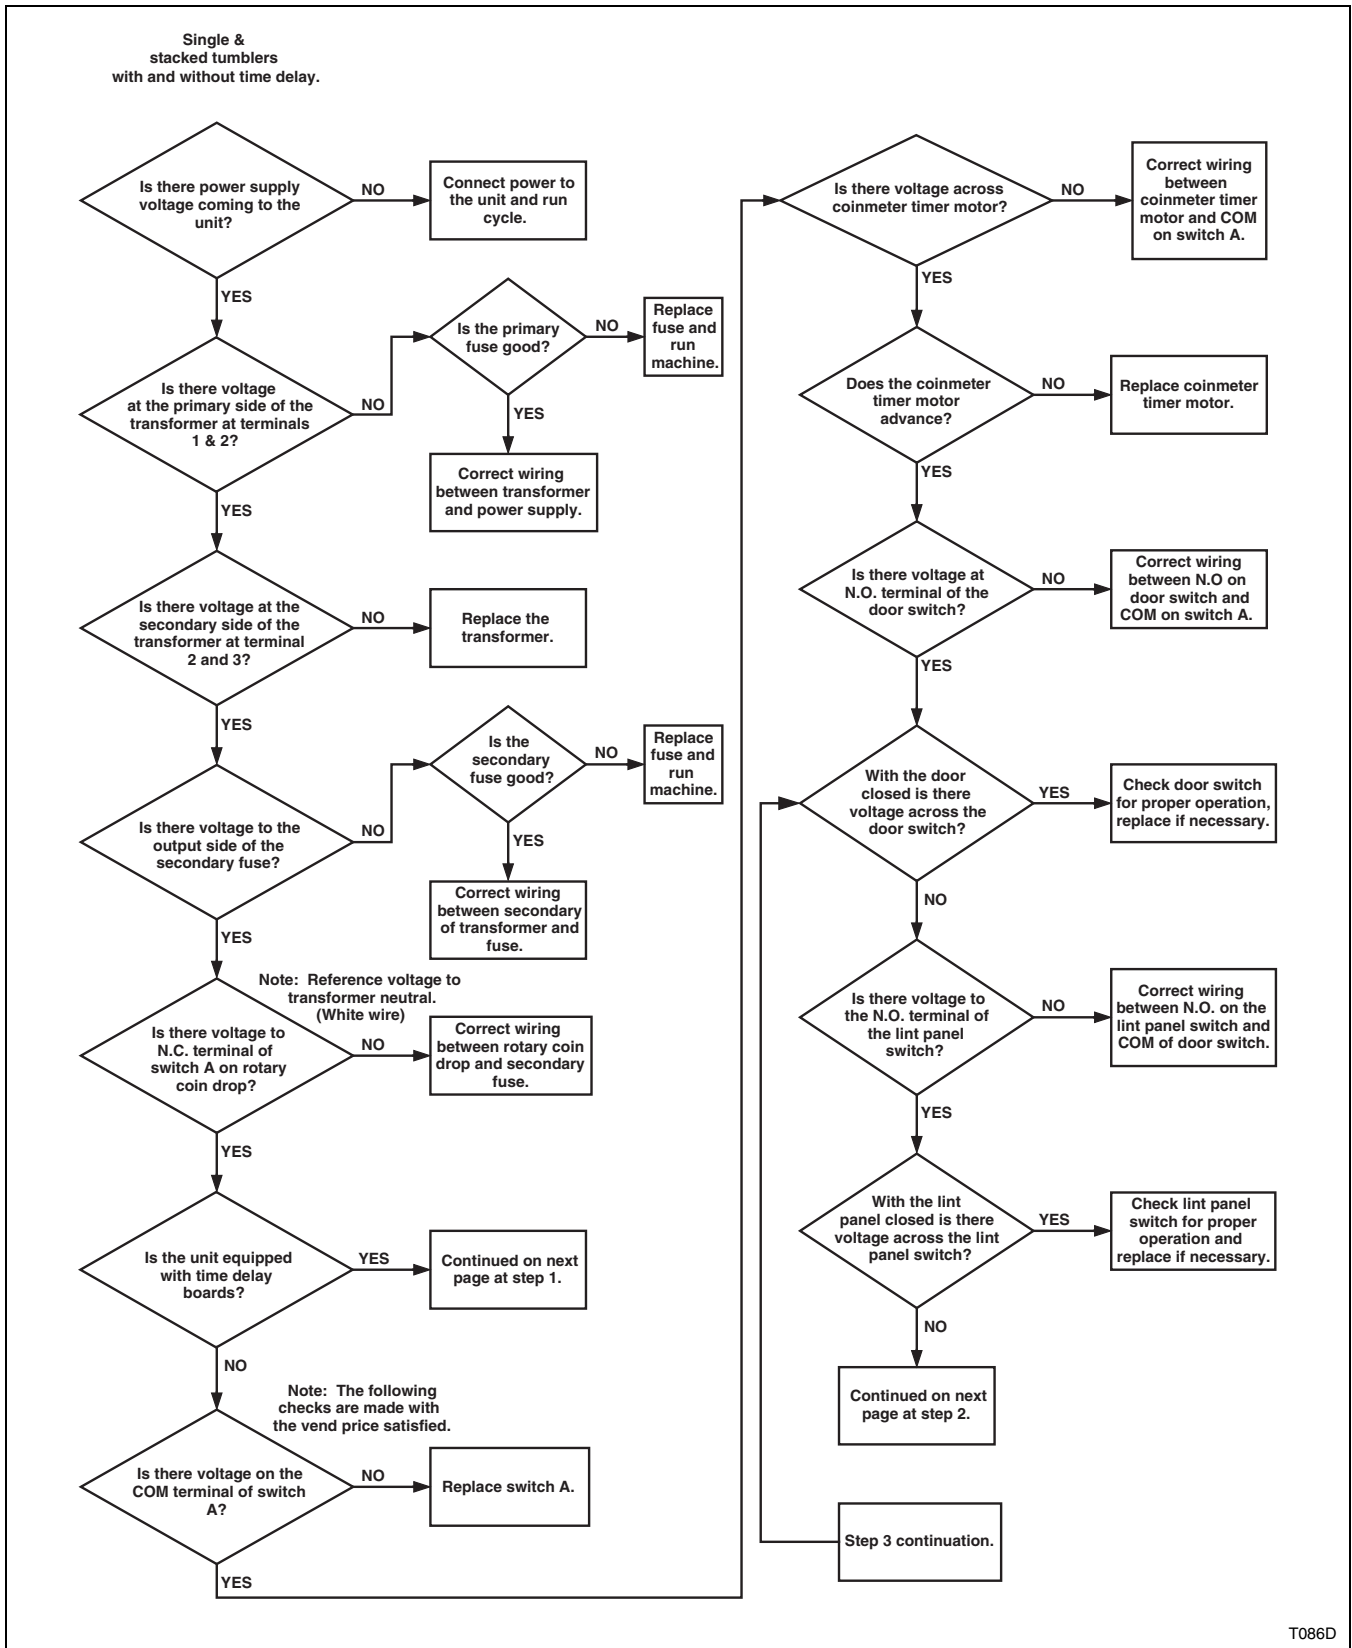 Single &
stacked tumblers
with and without time delay.
Is there power supply
voltage coming to the
unit?
NO
Connect power to
the unit and run
cycle.
YES
Is there voltage
at the primary side of the
transformer at terminals
1 & 2?
NO
Is the primary
fuse good?
NO
Replace
fuse and
run
machine.
YES
Correct wiring
between transformer
and power supply.
YES
Is there voltage at the
secondary side of the
transformer at terminal
2 and 3?
NO
Replace the
transformer.
YES
Is there voltage to the
output side of the
secondary fuse?
NO
Is the
secondary
fuse good?
NO
Replace
fuse and
run
machine.
YES
Correct wiring
between secondary
of transformer and
fuse.
YES
Note: Reference voltage to
transformer neutral.
(White wire)
Is there voltage to
N.C. terminal of
switch A on rotary
coin drop?
NO
Correct wiring
between rotary coin
drop and secondary
fuse.
YES
Is the unit equipped
with time delay
boards?
YES
Continued on next
page at step 1.
NO
Note: The following
checks are made with
the vend price satisfied.
Is there voltage on the
COM terminal of switch
A?
NO
Replace switch A.
YES
Is there voltage across
coinmeter timer motor?
NO
Correct wiring
between
coinmeter timer
motor and COM
on switch A.
YES
Does the coinmeter
timer motor
advance?
NO
Replace coinmeter
timer motor.
YES
Is there voltage at
N.O. terminal of the
door switch?
NO
Correct wiring
between N.O on
door switch and
COM on switch A.
YES
With the door
closed is there
voltage across the
door switch?
YES
Check door switch
for proper operation,
replace if necessary.
NO
Is there voltage to
the N.O. terminal of
the lint panel
switch?
NO
Correct wiring
between N.O. on the
lint panel switch and
COM of door switch.
YES
With the lint
panel closed is there
voltage across the lint
panel switch?
YES
Check lint panel
switch for proper
operation and
replace if necessary.
NO
Continued on next
page at step 2.
Step 3 continuation.
T086D